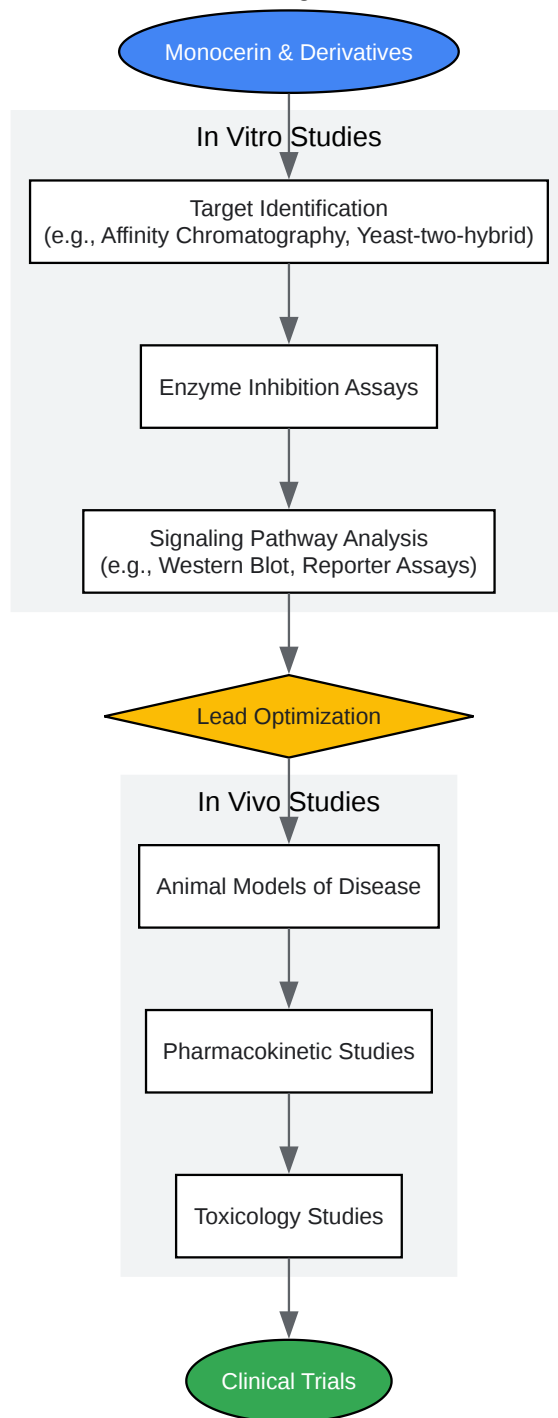 Monocerin & Derivatives
In Vitro Studies
Target Identification
(e.g., Affinity Chromatography, Yeast-two-hybrid)
Enzyme Inhibition Assays
Signaling Pathway Analysis
(e.g., Western Blot, Reporter Assays)
Lead Optimization
In Vivo Studies
Animal Models of Disease
Pharmacokinetic Studies
Toxicology Studies
Clinical Trials